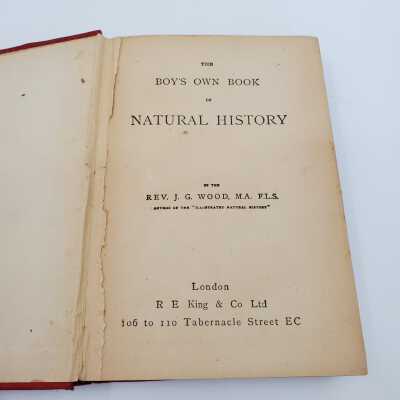 THE
BOY'S OWN BOOK
OF
NATURAL HISTORY
BY THE
REV. J. G. WOOD, M.A. F.L.S.
AUTHOR OF THE "ILLUSTRATED NATURAL HISTORY"
London
R E King & Co Ltd
106 to 110 Tabernacle Street EC